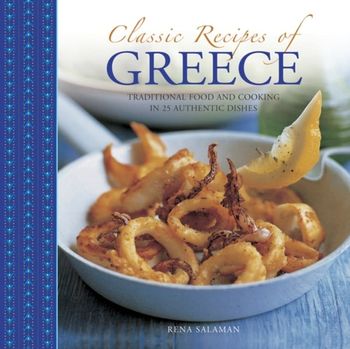 Classic Recipes of
GREECE
TRADITIONAL FOOD AND COOKING
IN 25 AUTHENTIC DISHES
RENA SALAMAN